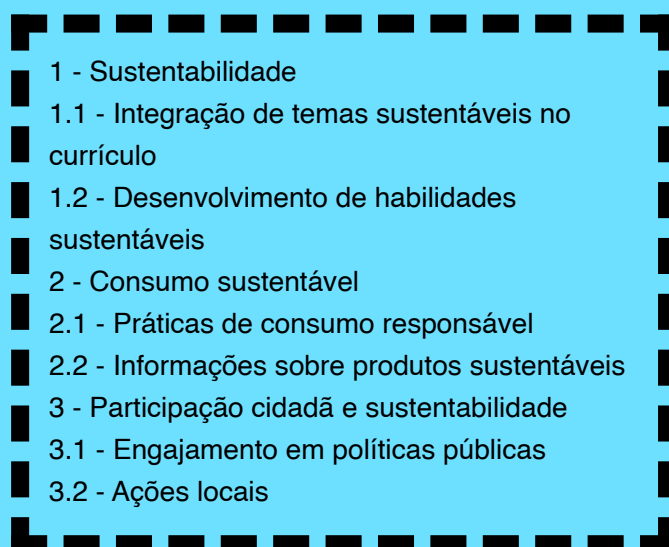 1 - Sustentabilidade
1.1 - Integração de temas sustentáveis no
currículo
1.2 - Desenvolvimento de habilidades
sustentáveis
2 - Consumo sustentável
2.1 - Práticas de consumo responsável
2.2 - Informações sobre produtos sustentáveis
3 - Participação cidadã e sustentabilidade
3.1 - Engajamento em políticas públicas
3.2 - Ações locais